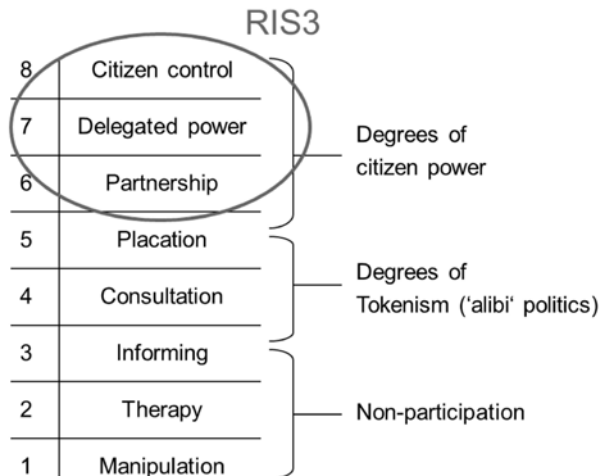 RIS3
8 Citizen control
7 Delegated power
6 Partnership
Degrees of
citizen power
5 Placation
4 Consultation
Degrees of
Tokenism (‘alibi‘ politics)
3 Informing
2 Therapy
1 Manipulation
Non-participation